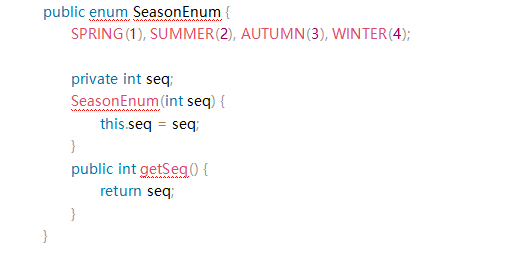 public enum SeasonEnum {
SPRING(1), SUMMER(2), AUTUMN(3), WINTER(4);
private int seq;
SeasonEnum(int seq) {
this.seq = seq;
}
public int getSeq() {
return seq;
}
}